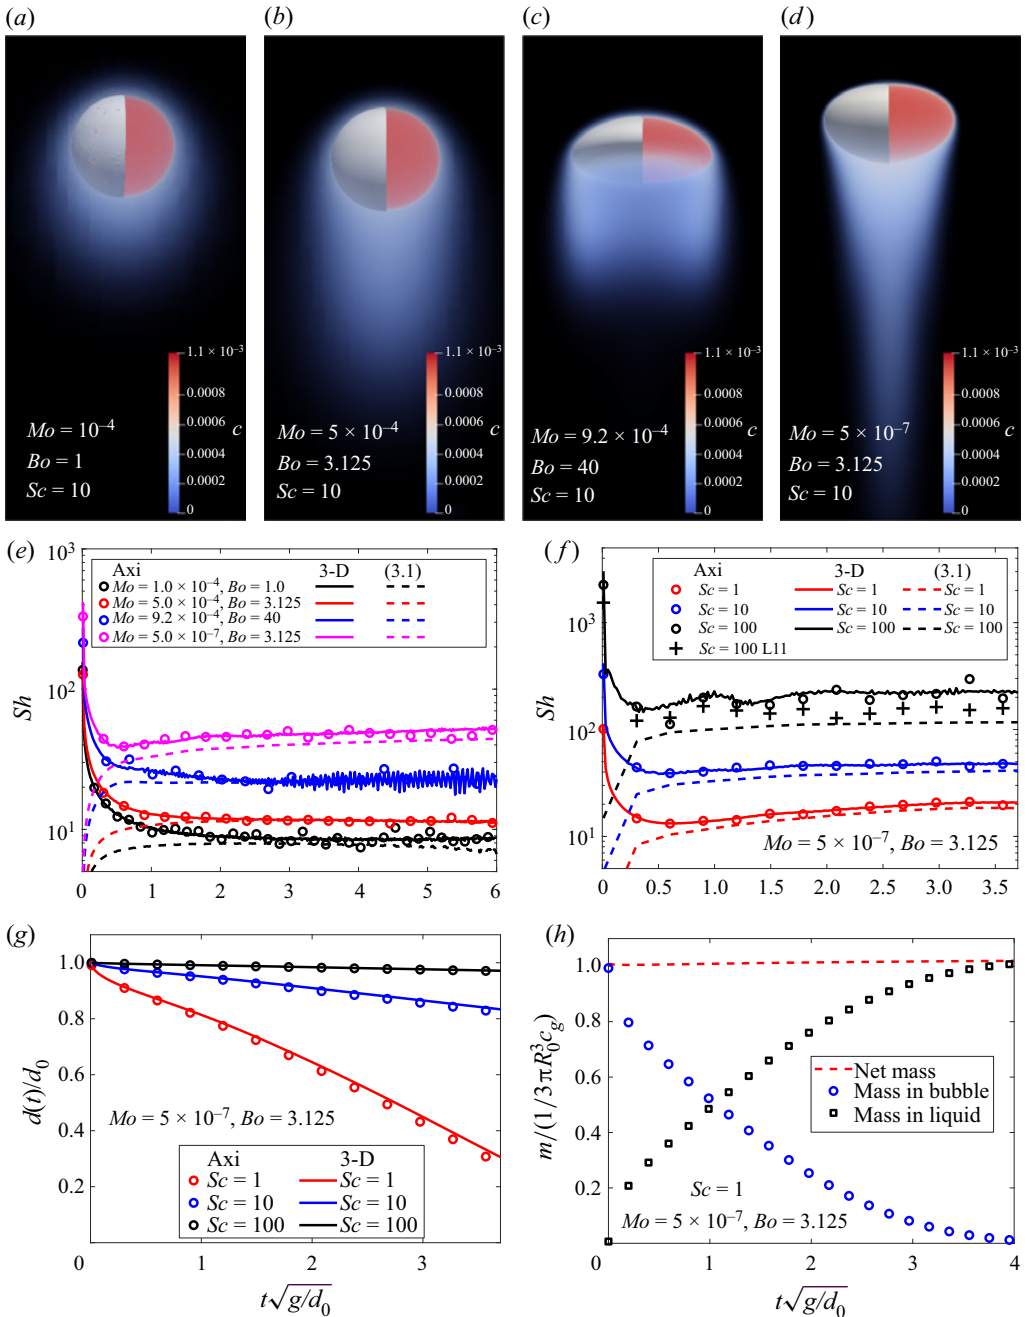 (a) (b) (c) (d)
1.1 × 10⁻³
0.0008
0.0006
0.0004
0.0002
0
c
Mo = 10⁻⁴
Bo = 1
Sc = 10
1.1 × 10⁻³
0.0008
0.0006
0.0004
0.0002
0
c
Mo = 5 × 10⁻⁴
Bo = 3.125
Sc = 10
1.1 × 10⁻³
0.0008
0.0006
0.0004
0.0002
0
c
Mo = 9.2 × 10⁻⁴
Bo = 40
Sc = 10
1.1 × 10⁻³
0.0008
0.0006
0.0004
0.0002
0
Mo = 5 × 10⁻⁷
Bo = 3.125
Sc = 10
(e)
10³
10²
10¹
Sh
Axi 3-D (3.1)
Mo = 1.0 × 10⁻⁴, Bo = 1.0
Mo = 5.0 × 10⁻⁴, Bo = 3.125
Mo = 9.2 × 10⁻⁴, Bo = 40
Mo = 5.0 × 10⁻⁷, Bo = 3.125
0 1 2 3 4 5 6
(f)
10³
10²
10¹
Sh
Axi 3-D (3.1)
Sc = 1 Sc = 1 Sc = 1
Sc = 10 Sc = 10 Sc = 10
Sc = 100 Sc = 100 Sc = 100
Sc = 100 L11
Mo = 5 × 10⁻⁷, Bo = 3.125
0 0.5 1.0 1.5 2.0 2.5 3.0 3.5
(g)
1.0
0.8
0.6
0.4
0.2
d(t)/d₀
Mo = 5 × 10⁻⁷, Bo = 3.125
Axi 3-D
Sc = 1 Sc = 1
Sc = 10 Sc = 10
Sc = 100 Sc = 100
0 1 2 3
t√g/d₀
(h)
1.0
0.8
0.6
0.4
0.2
0
m/(1/3πR₀³c_g)
Net mass
Mass in bubble
Mass in liquid
Sc = 1
Mo = 5 × 10⁻⁷, Bo = 3.125
0 1 2 3 4
t√g/d₀